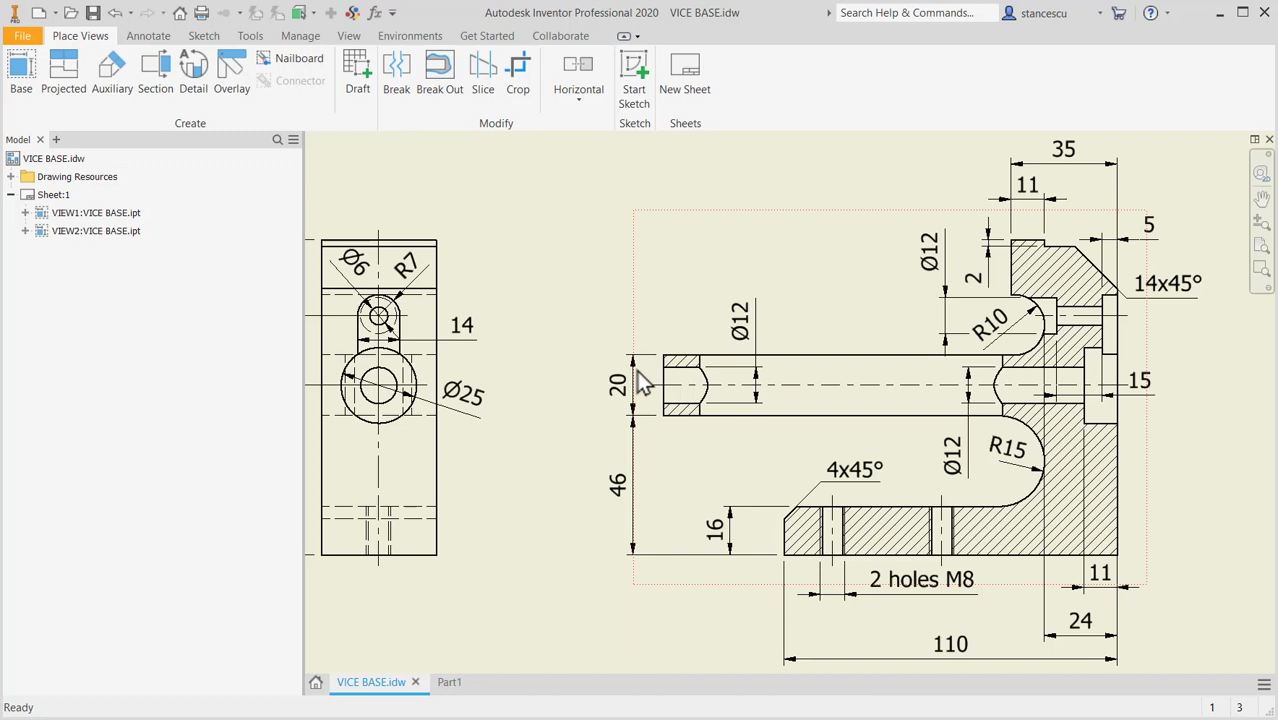 PRO
fx
Autodesk Inventor Professional 2020 VICE BASE.idw
Search Help & Commands...
stancescu
File Place Views Annotate Sketch Tools Manage View Environments Get Started Collaborate
Base Projected Auxiliary Section Detail Overlay
Nailboard
Connector
Draft Break Break Out Slice Crop Horizontal
Start
Sketch
New Sheet
Create Modify Sketch Sheets
Model
VICE BASE.idw
Drawing Resources
Sheet:1
VIEW1:VICE BASE.ipt
VIEW2:VICE BASE.ipt
35
11
5
Ø12
2
14x45°
Ø6
R7
R10
Ø12
14
20
15
Ø25
Ø12
R15
4x45°
46
16
11
2 holes M8
24
110
VICE BASE.idw Part1
Ready 1 3